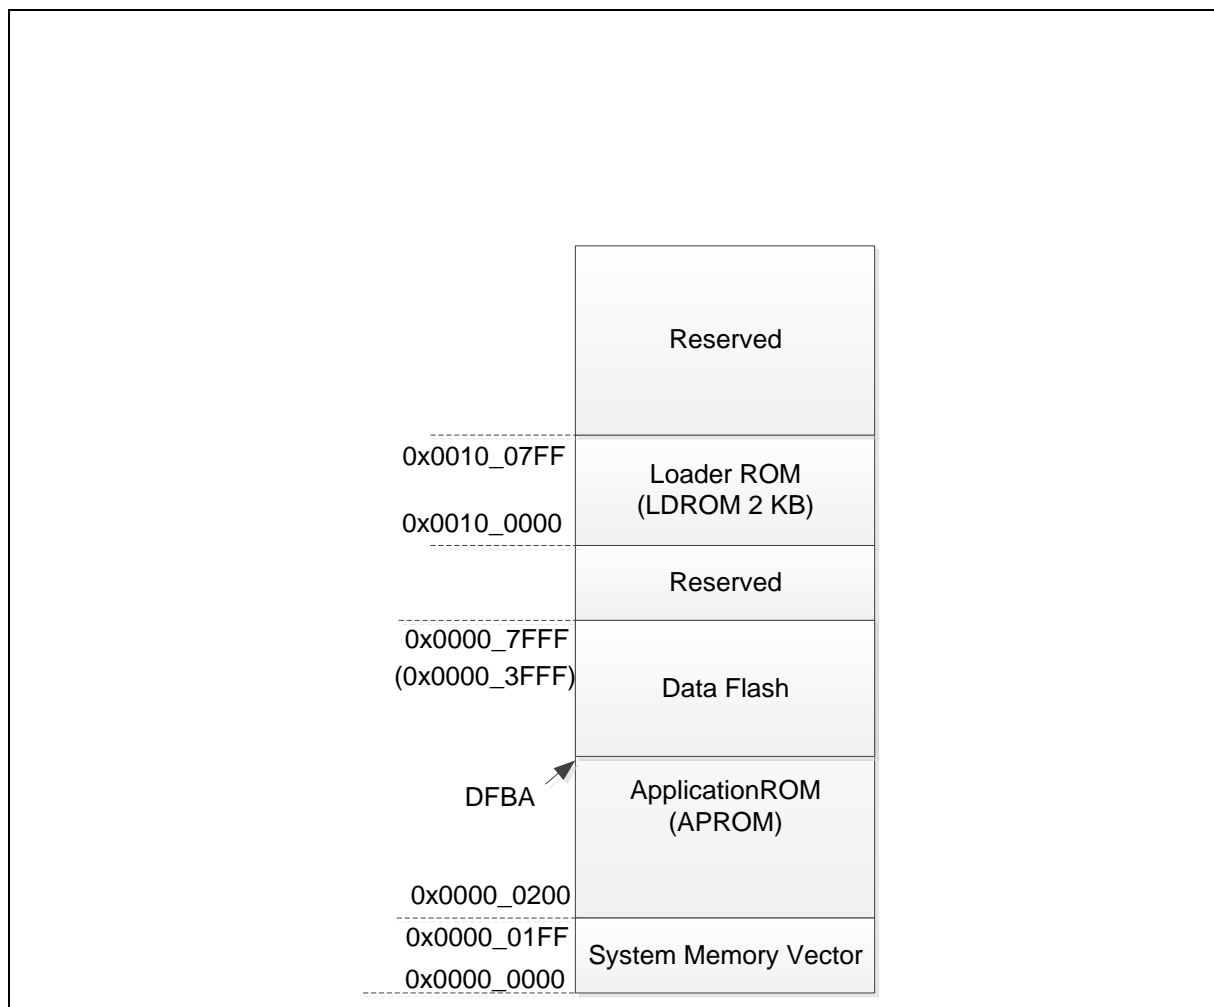 Reserved
0x0010_07FF
Loader ROM
(LDROM 2 KB)
0x0010_0000
Reserved
0x0000_7FFF
(0x0000_3FFF)
Data Flash
DFBA
ApplicationROM
(APROM)
0x0000_0200
0x0000_01FF
System Memory Vector
0x0000_0000